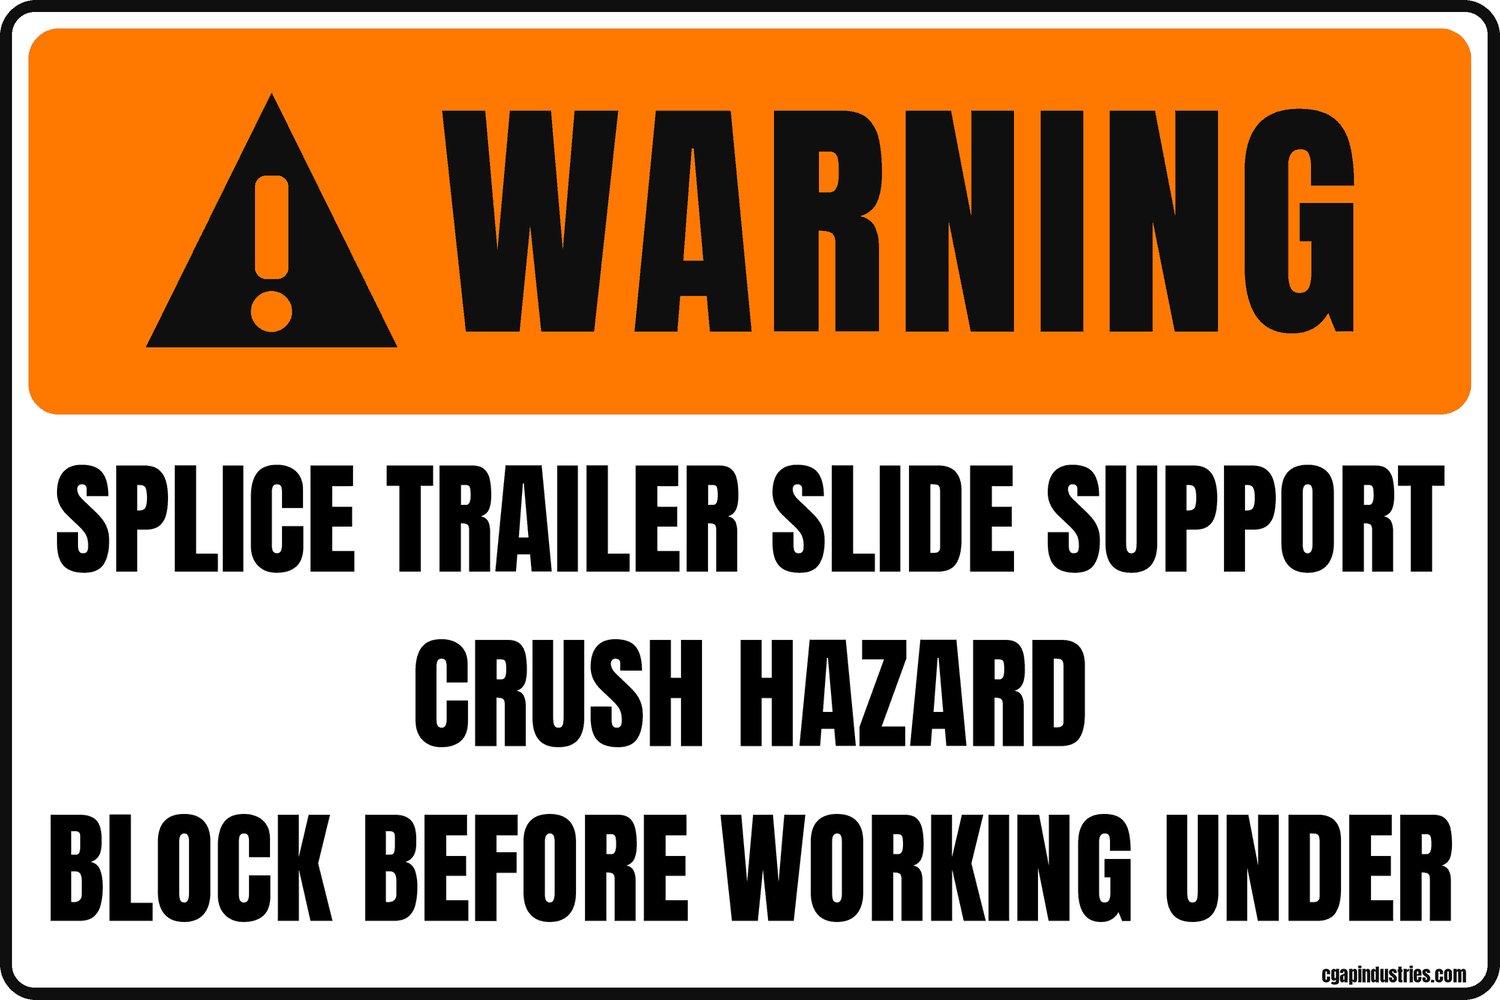 WARNING
SPLICE TRAILER SLIDE SUPPORT
CRUSH HAZARD
BLOCK BEFORE WORKING UNDER
cgapindustries.com